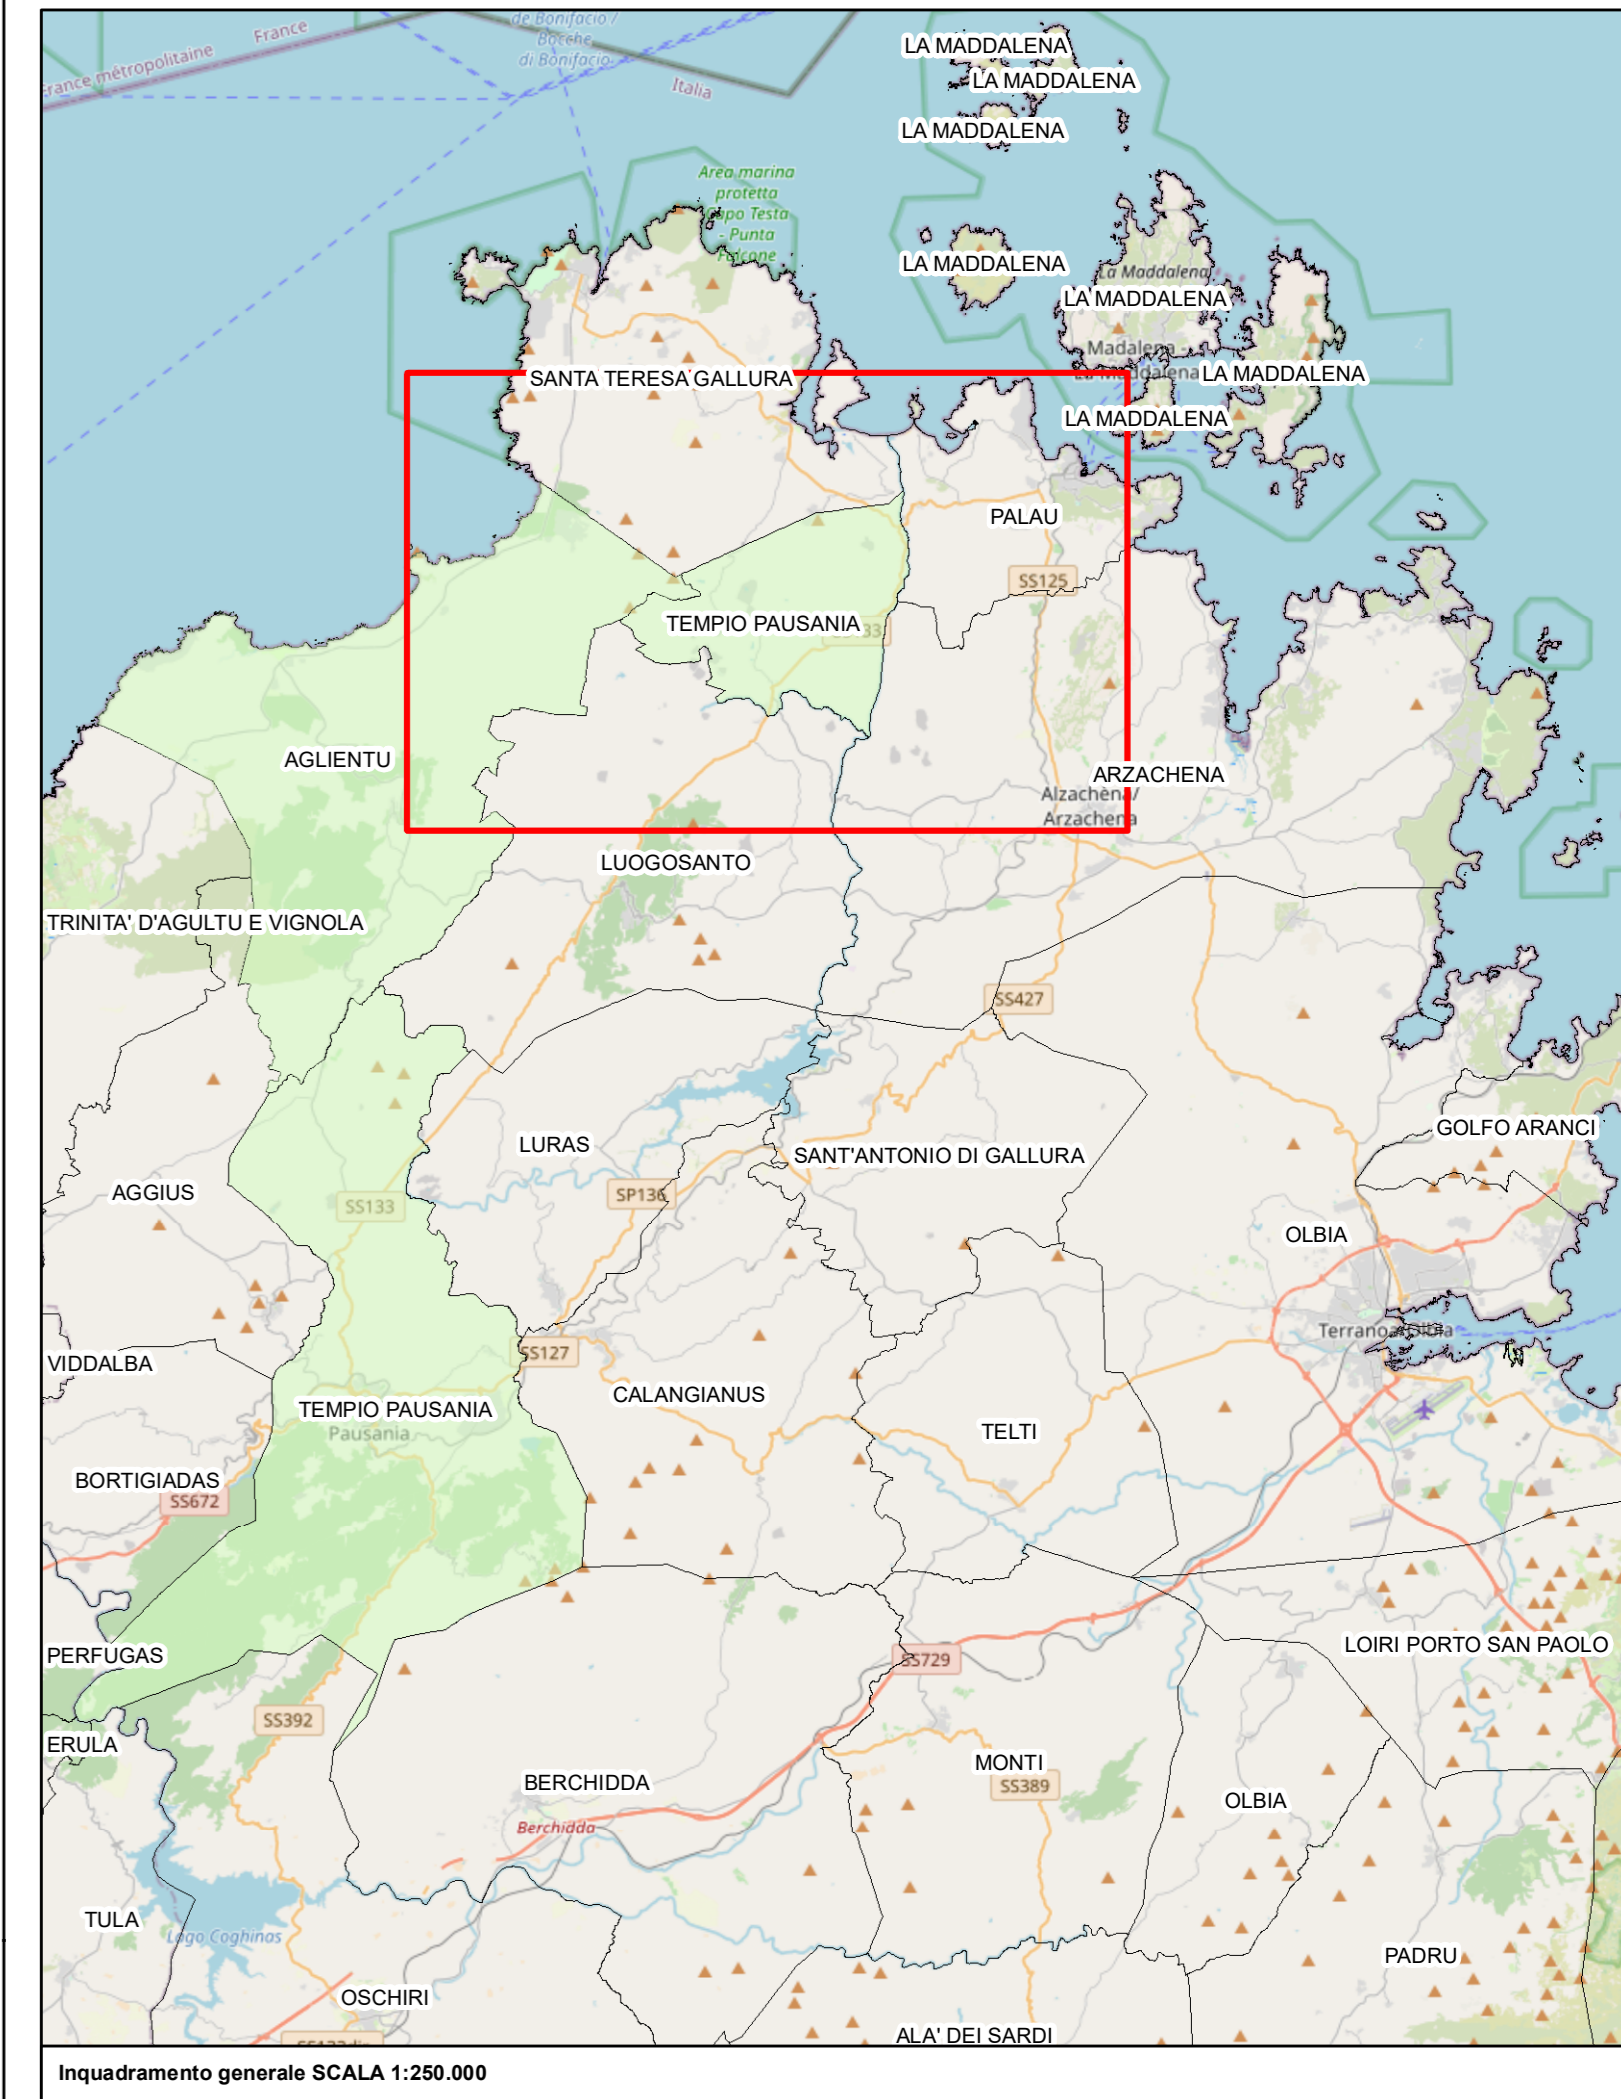 de Bonifacio /
Bocche
di Bonifacio
France
France métropolitaine
Italia
LA MADDALENA
LA MADDALENA
LA MADDALENA
Area marina
protetta
Capo Testa
- Punta
Falcone
LA MADDALENA
La Maddalena
LA MADDALENA
Madalena -
La Maddalena
LA MADDALENA
SANTA TERESA GALLURA
LA MADDALENA
PALAU
SS125
TEMPIO PAUSANIA
SS133
AGLIENTU
ARZACHENA
Alzachèna/
Arzachena
LUOGOSANTO
TRINITA' D'AGULTU E VIGNOLA
SS427
GOLFO ARANCI
LURAS
SANT'ANTONIO DI GALLURA
AGGIUS
SP136
SS133
OLBIA
Terranoa/Olbia
SS127
VIDDALBA
CALANGIANUS
TEMPIO PAUSANIA
Pausania
TELTI
BORTIGIADAS
SS672
LOIRI PORTO SAN PAOLO
PERFUGAS
SS729
SS392
ERULA
MONTI
BERCHIDDA
SS389
OLBIA
Berchidda
TULA
Lago Coghinas
PADRU
OSCHIRI
ALA' DEI SARDI
Inquadramento generale SCALA 1:250.000